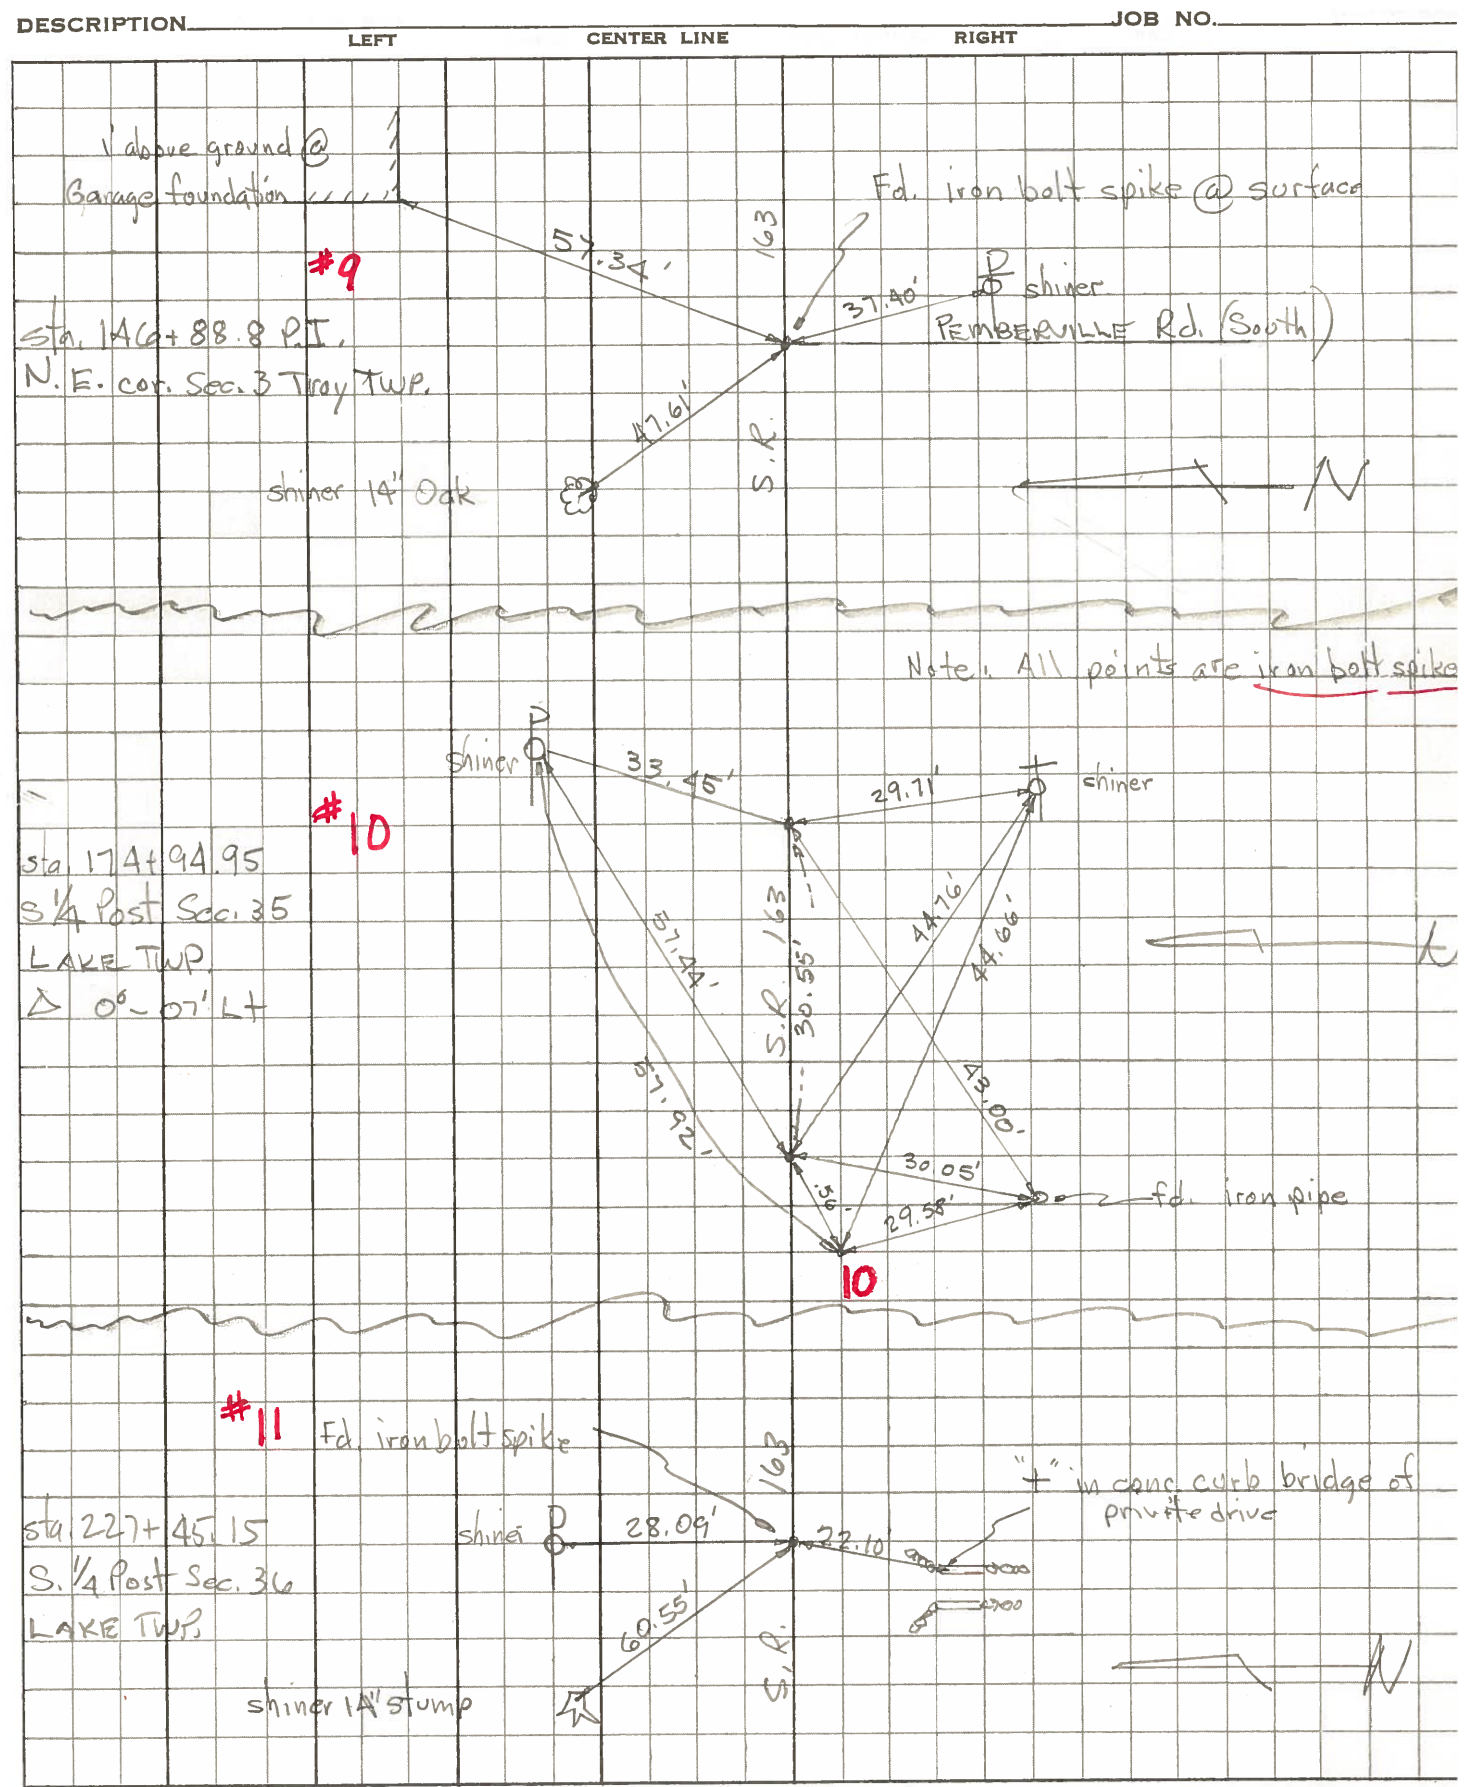 DESCRIPTION JOB NO.
LEFT CENTER LINE RIGHT
1' above ground @
Garage foundation
Fd. iron bolt spike @ surface
163
57.34'
#9
P
shiner
37.40'
PEMBERVILLE Rd. (South)
sta. 146+88.8 P.I.
N.E. cor. Sec. 3 Troy TWP.
47.61'
S.R.
shiner 14" Oak
N
Note: All points are iron bolt spike
P
shiner
33.45'
29.71'
shiner
#10
sta. 174+94.95
S 1/4 Post Sec. 35
LAKE TWP.
Δ 0°-07' Lt
57.44'
S.R. 163
30.55'
44.76'
44.66'
57.92'
43.00'
30.05'
.56'
29.58'
fd. iron pipe
10
#11
Fd. iron bolt spike
163
"+" in conc. curb bridge of
private drive
sta. 227+45.15
S. 1/4 Post Sec. 36
LAKE TWP.
P
shiner
28.09'
22.10'
60.55'
S.R.
N
shiner 14" stump